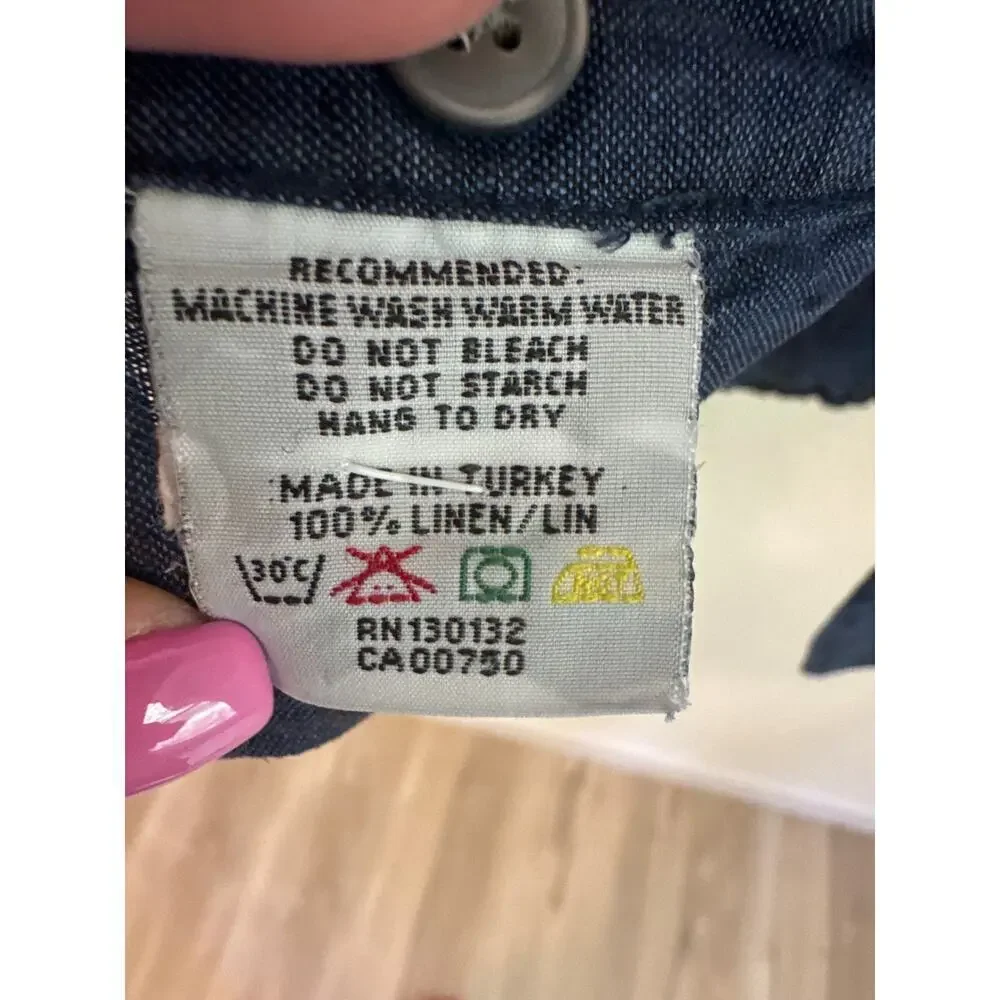 RECOMMENDED:
MACHINE WASH WARM WATER
DO NOT BLEACH
DO NOT STARCH
HANG TO DRY
MADE IN TURKEY
100% LINEN/LIN
30°C
RN130132
CA00750